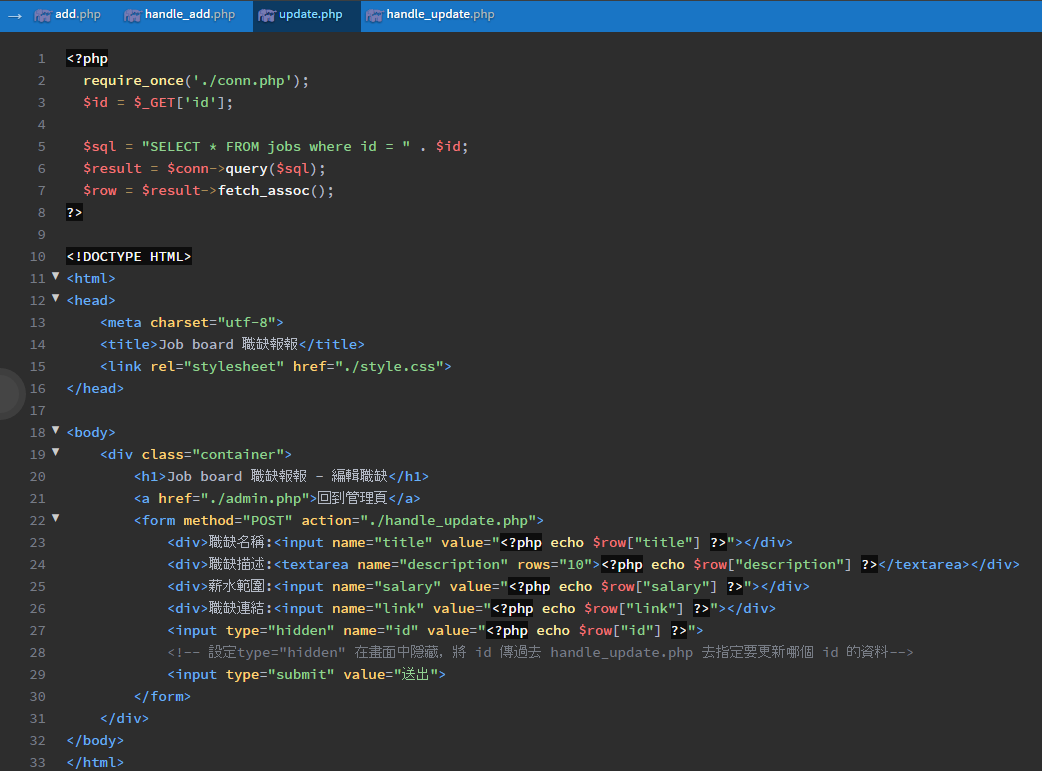 → add.php handle_add.php update.php handle_update.php
1 <?php
2 require_once('./conn.php');
3 $id = $_GET['id'];
4
5 $sql = "SELECT * FROM jobs where id = " . $id;
6 $result = $conn->query($sql);
7 $row = $result->fetch_assoc();
8 ?>
9
10 <!DOCTYPE HTML>
11 <html>
12 <head>
13 <meta charset="utf-8">
14 <title>Job board 職缺報報</title>
15 <link rel="stylesheet" href="./style.css">
16 </head>
17
18 <body>
19 <div class="container">
20 <h1>Job board 職缺報報 - 編輯職缺</h1>
21 <a href="./admin.php">回到管理頁</a>
22 <form method="POST" action="./handle_update.php">
23 <div>職缺名稱:<input name="title" value="<?php echo $row["title"] ?>"></div>
24 <div>職缺描述:<textarea name="description" rows="10"><?php echo $row["description"] ?></textarea></div>
25 <div>薪水範圍:<input name="salary" value="<?php echo $row["salary"] ?>"></div>
26 <div>職缺連結:<input name="link" value="<?php echo $row["link"] ?>"></div>
27 <input type="hidden" name="id" value="<?php echo $row["id"] ?>">
28 <!-- 設定type="hidden" 在畫面中隱藏，將 id 傳過去 handle_update.php 去指定要更新哪個 id 的資料-->
29 <input type="submit" value="送出">
30 </form>
31 </div>
32 </body>
33 </html>